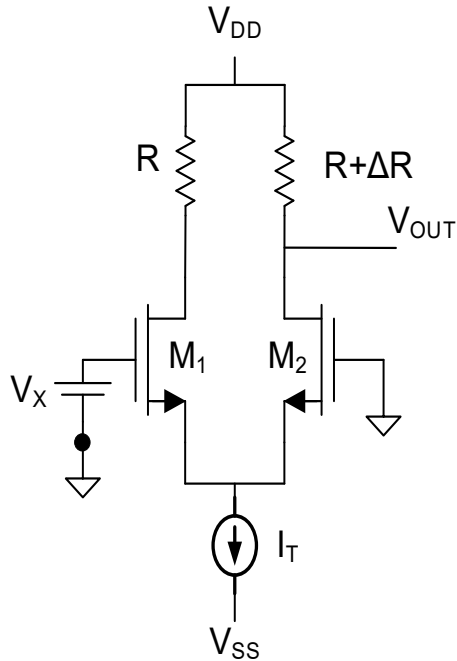 V_DD
R
R+ΔR
V_OUT
M_1
M_2
V_X
I_T
V_SS